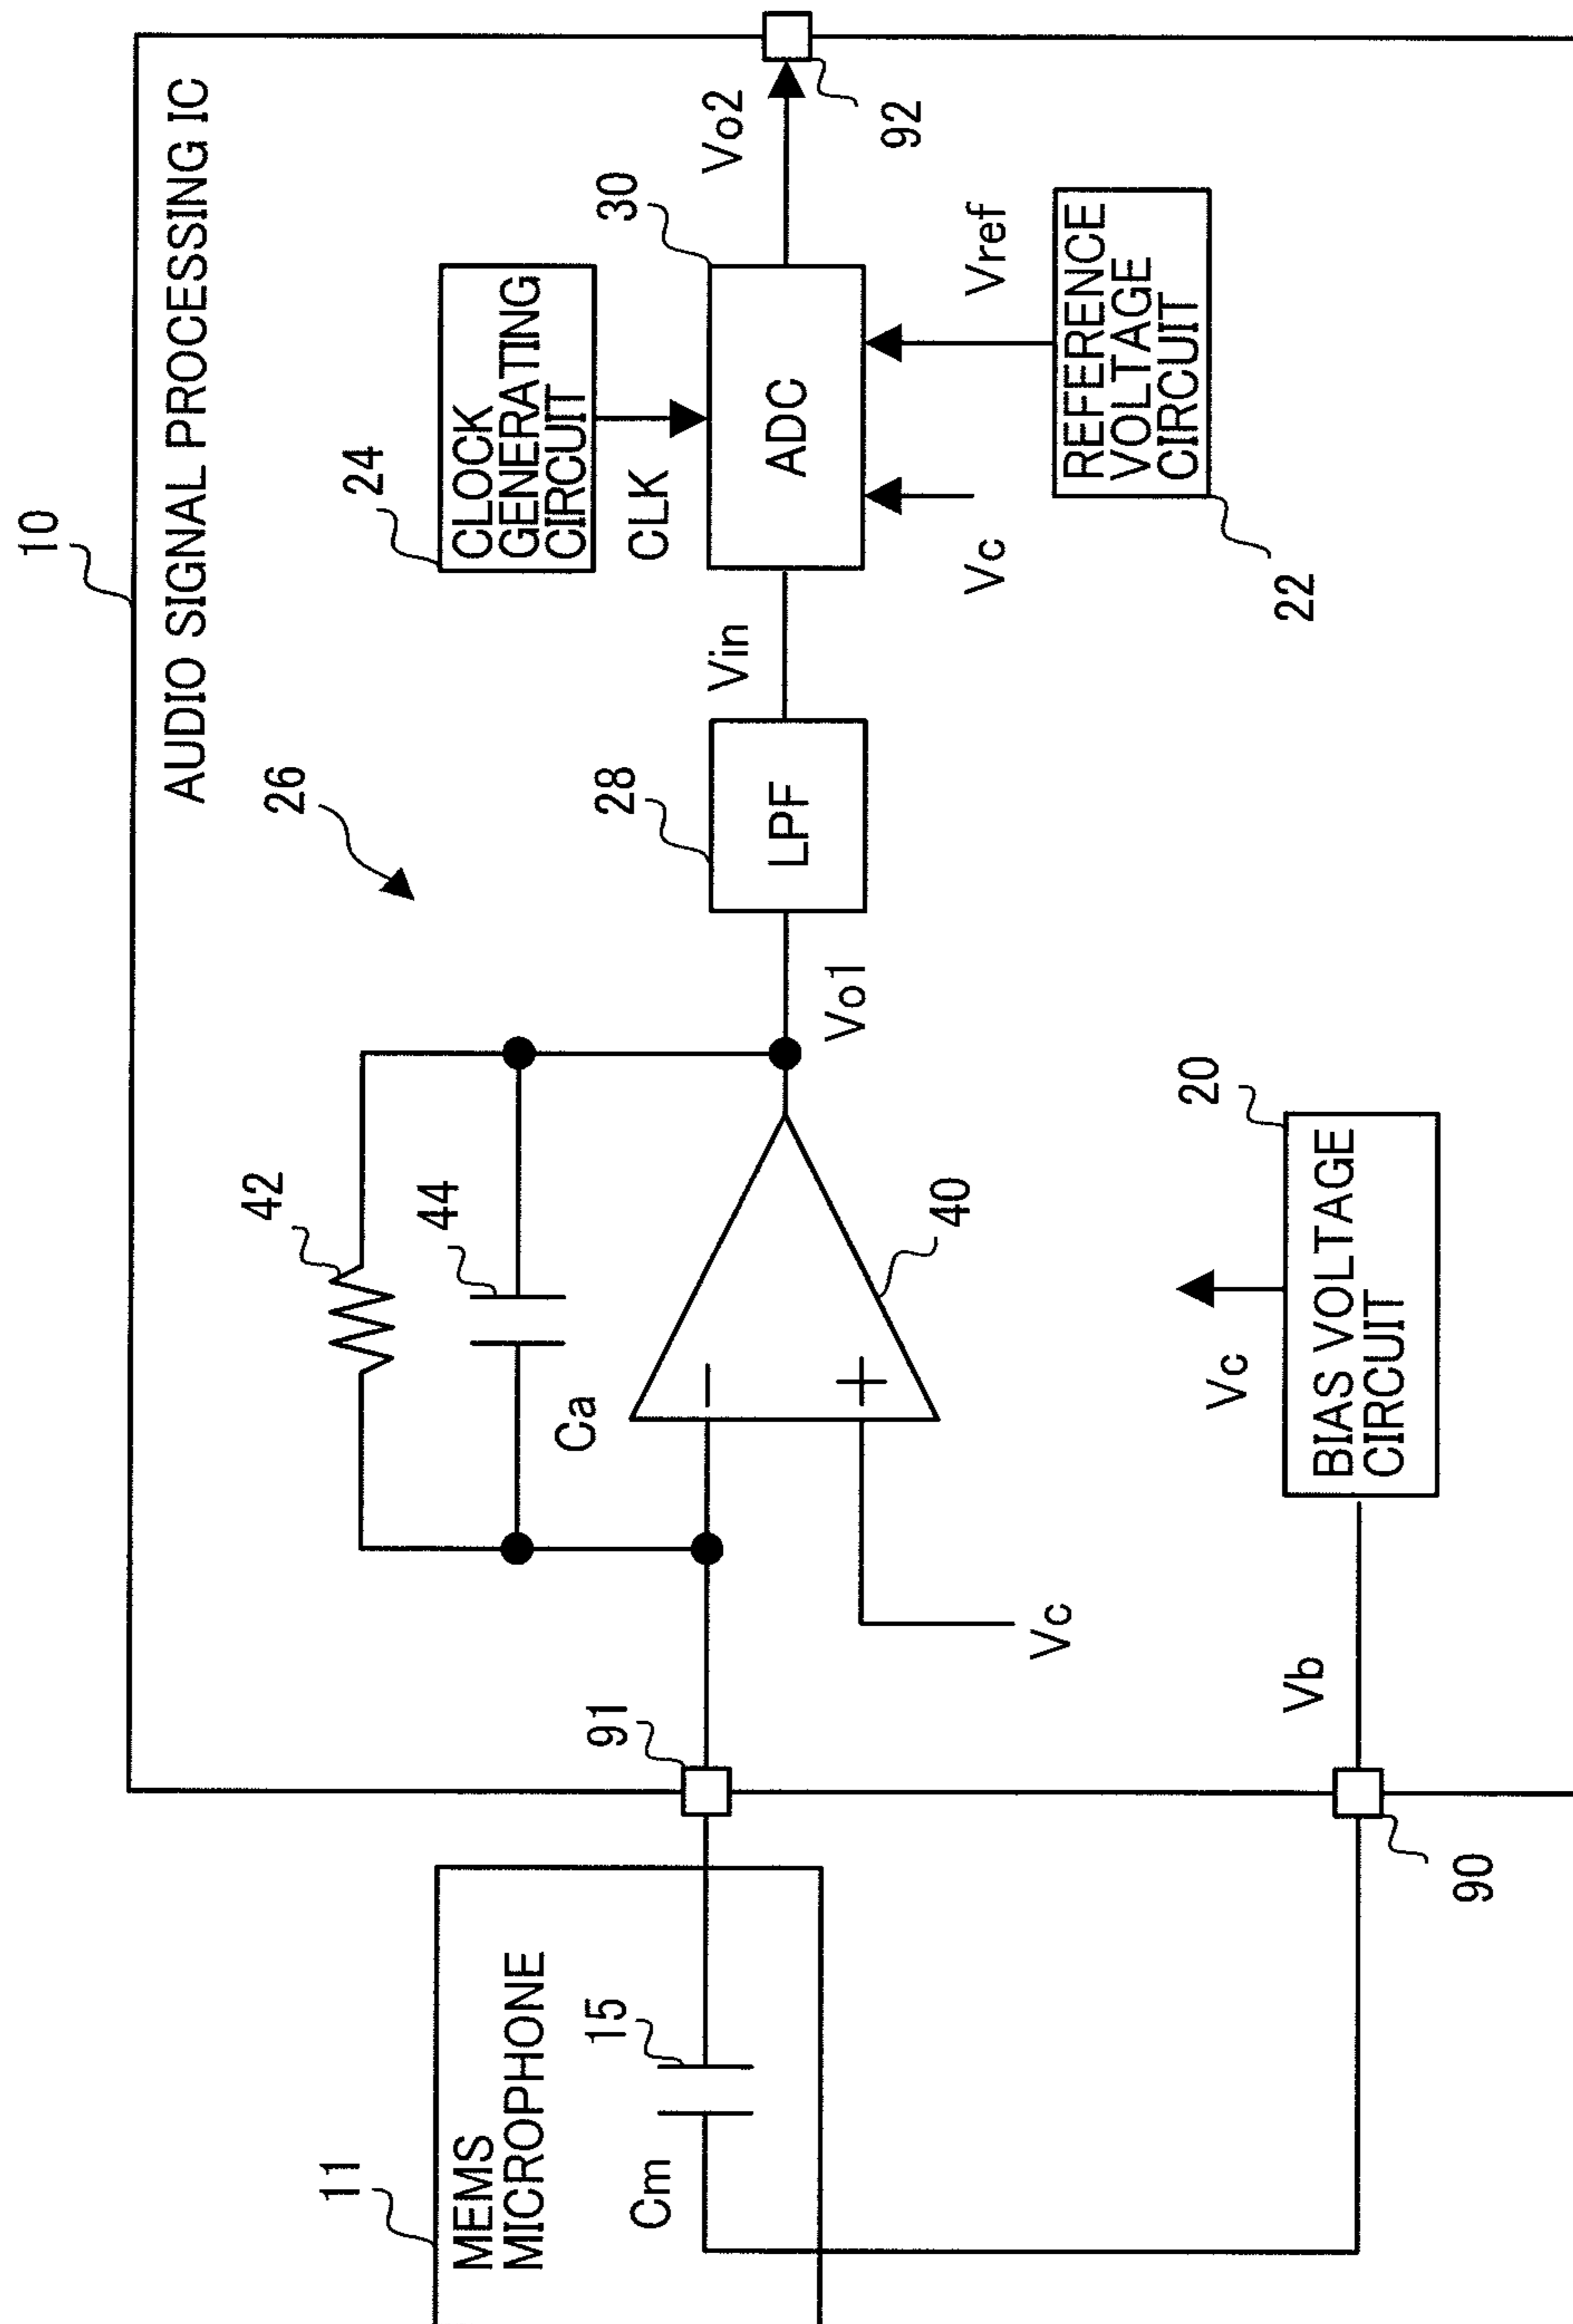 10
AUDIO SIGNAL PROCESSING IC
26
24
CLOCK
GENERATING
CIRCUIT
CLK
42
44
Ca
40
Vc
Vo1
28
LPF
Vin
30
ADC
Vo2
92
Vc
Vref
REFERENCE
VOLTAGE
CIRCUIT
22
11
MEMS
MICROPHONE
15
Cm
91
90
Vb
Vc
20
BIAS VOLTAGE
CIRCUIT